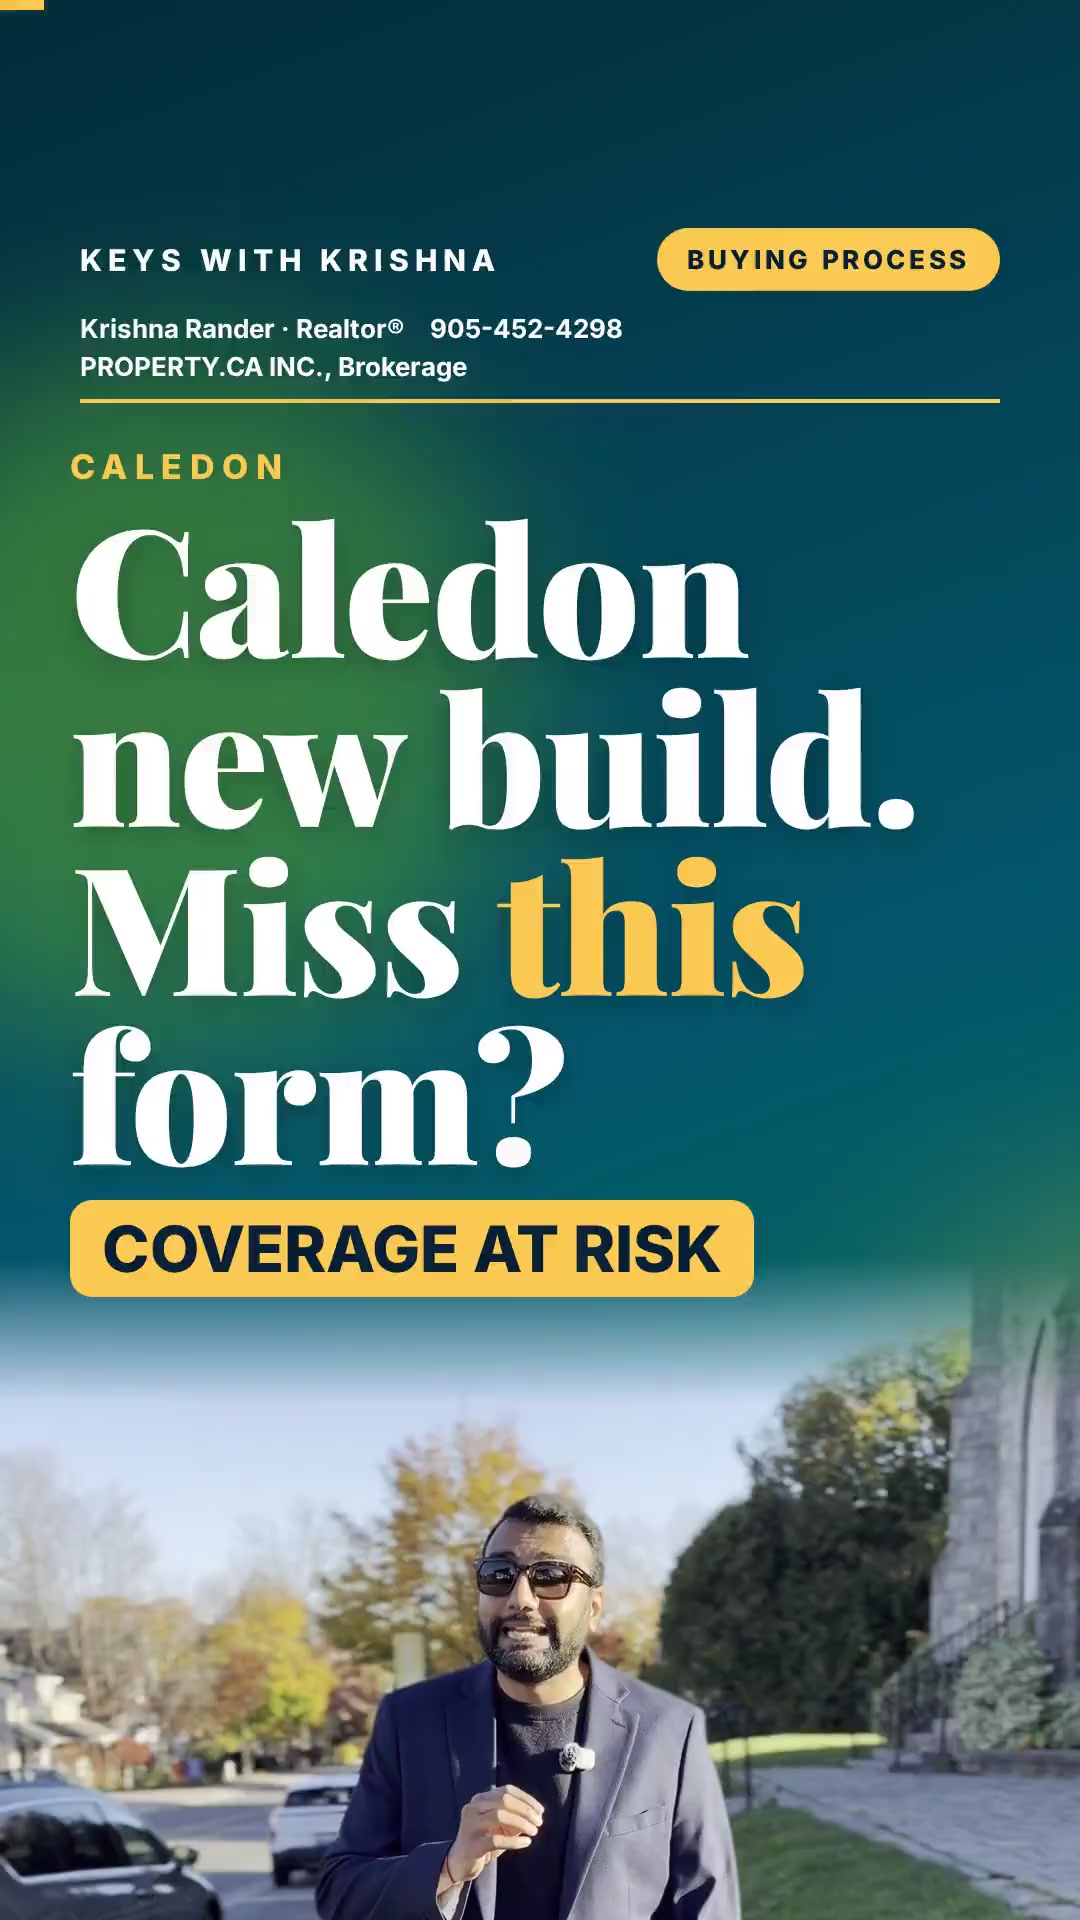 KEYS WITH KRISHNA
BUYING PROCESS
Krishna Rander · Realtor® 905-452-4298
PROPERTY.CA INC., Brokerage
CALEDON
Caledon
new build.
Miss this
form?
COVERAGE AT RISK